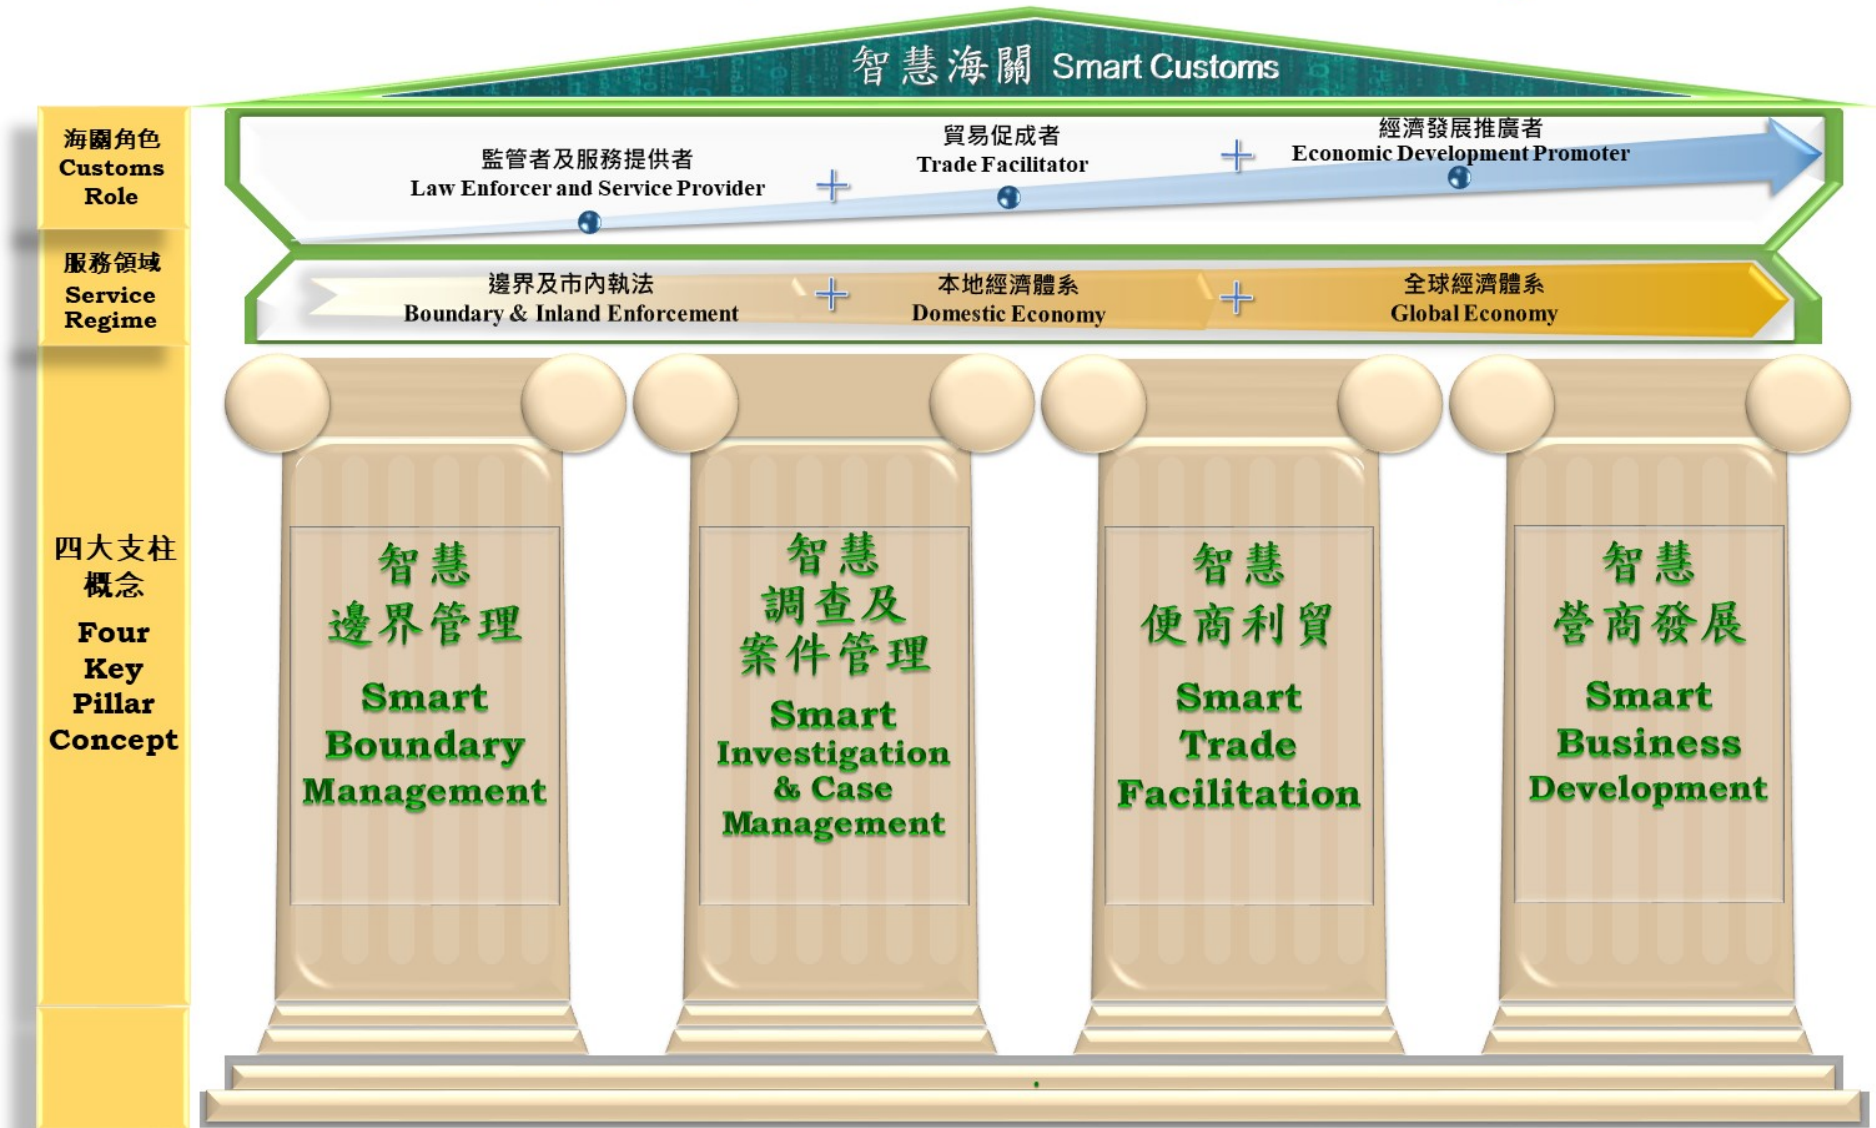 智慧海關 Smart Customs
海關角色
Customs
Role
監管者及服務提供者
Law Enforcer and Service Provider
貿易促成者
Trade Facilitator
經濟發展推廣者
Economic Development Promoter
服務領域
Service
Regime
邊界及市內執法
Boundary & Inland Enforcement
本地經濟體系
Domestic Economy
全球經濟體系
Global Economy
四大支柱
概念
Four
Key
Pillar
Concept
智慧
邊界管理
Smart
Boundary
Management
智慧
調查及
案件管理
Smart
Investigation
& Case
Management
智慧
便商利貿
Smart
Trade
Facilitation
智慧
營商發展
Smart
Business
Development